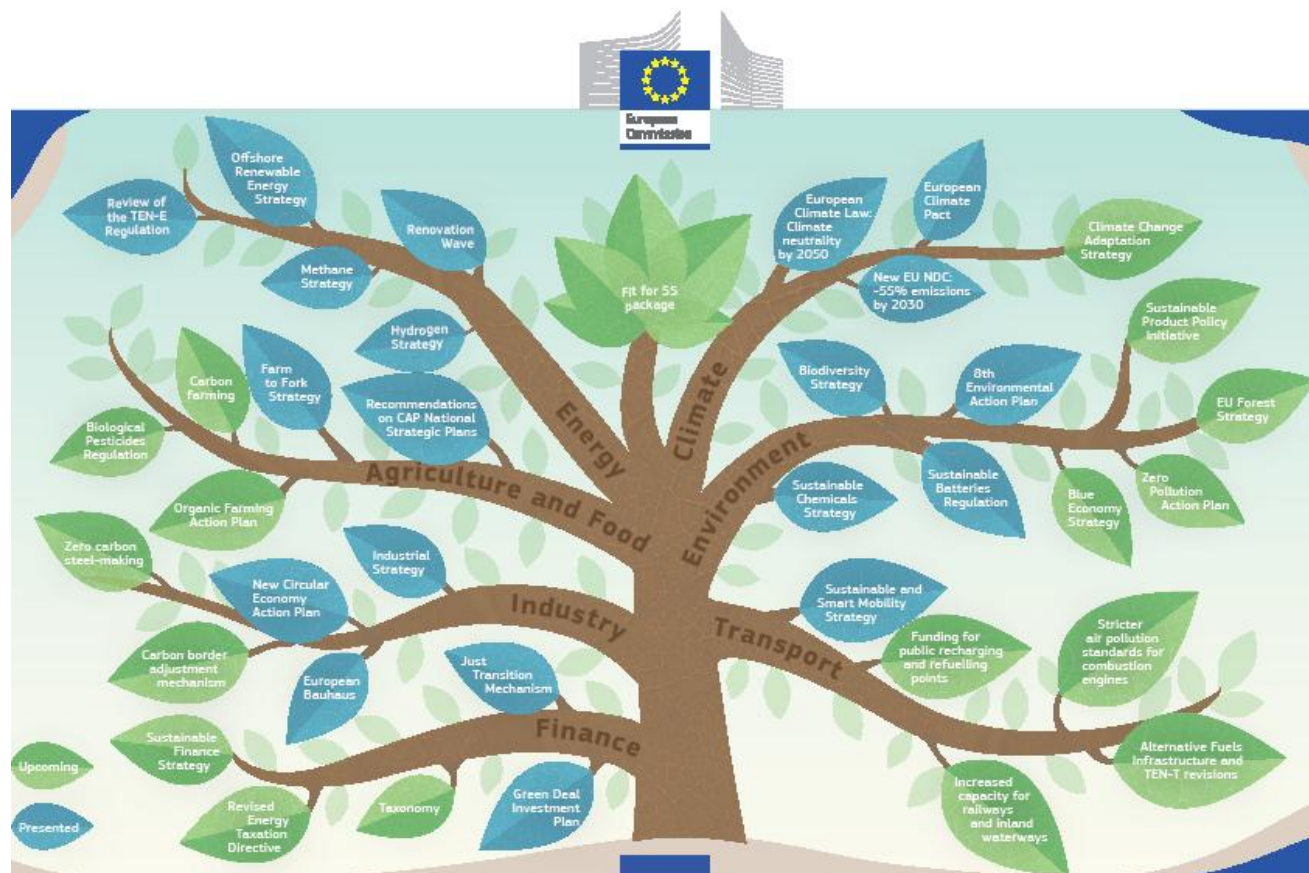 European
Commission
Offshore
Renewable
Energy
Strategy
Review of
the TEN-E
Regulation
Renovation
Wave
Methane
Strategy
Hydrogen
Strategy
Energy
Fit for 55
package
European
Climate Law:
Climate
neutrality
by 2050
European
Climate
Pact
Climate Change
Adaptation
Strategy
New EU NDC:
-55% emissions
by 2030
Climate
Carbon
farming
Farm
to Fork
Strategy
Recommendations
on CAP National
Strategic Plans
Biological
Pesticides
Regulation
Organic Farming
Action Plan
Agriculture and Food
Sustainable
Product Policy
Initiative
Biodiversity
Strategy
8th
Environmental
Action Plan
EU Forest
Strategy
Sustainable
Chemicals
Strategy
Sustainable
Batteries
Regulation
Blue
Economy
Strategy
Zero
Pollution
Action Plan
Environment
Zero carbon
steel-making
New Circular
Economy
Action Plan
Industrial
Strategy
Carbon border
adjustment
mechanism
European
Bauhaus
Industry
Sustainable and
Smart Mobility
Strategy
Funding for
public recharging
and refuelling
points
Stricter
air pollution
standards for
combustion
engines
Alternative Fuels
Infrastructure and
TEN-T revisions
Increased
capacity for
railways
and inland
waterways
Transport
Just
Transition
Mechanism
Sustainable
Finance
Strategy
Revised
Energy
Taxation
Directive
Taxonomy
Green Deal
Investment
Plan
Finance
Upcoming
Presented